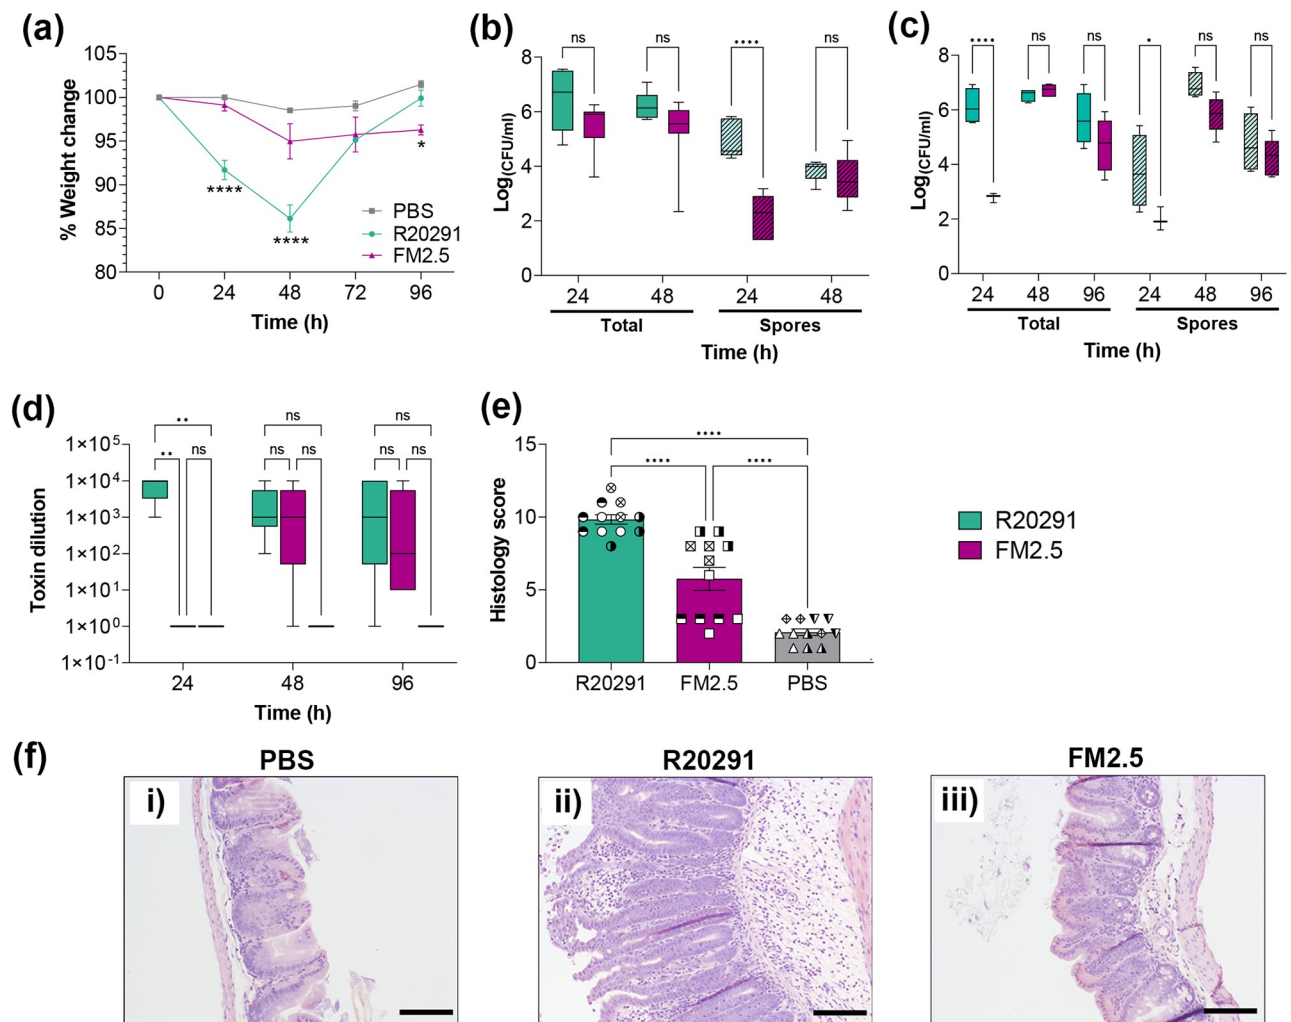 (a)
105
100
95
90
85
80
% Weight change
****
****
*
PBS
R20291
FM2.5
0 24 48 72 96
Time (h)
(b)
ns ns **** ns
8
6
4
2
0
Log(CFU/ml)
24 48 24 48
Total Spores
Time (h)
(c)
**** ns ns * ns ns
8
6
4
2
0
Log(CFU/ml)
24 48 96 24 48 96
Total Spores
Time (h)
(d)
** ns ns
** ns ns ns ns ns
1×10⁵
1×10⁴
1×10³
1×10²
1×10¹
1×10⁰
1×10⁻¹
Toxin dilution
24 48 96
Time (h)
(e)
****
**** ****
15
10
5
0
Histology score
R20291 FM2.5 PBS
R20291
FM2.5
(f)
PBS R20291 FM2.5
i) ii) iii)